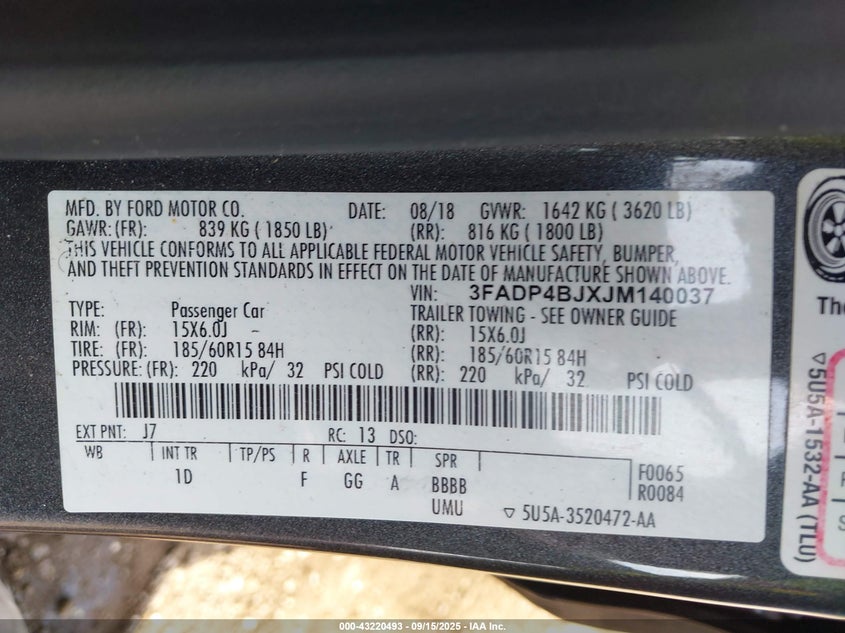 MFD. BY FORD MOTOR CO. DATE: 08/18 GVWR: 1642 KG ( 3620 LB)
GAWR:(FR): 839 KG ( 1850 LB) (RR): 816 KG ( 1800 LB)
THIS VEHICLE CONFORMS TO ALL APPLICABLE FEDERAL MOTOR VEHICLE SAFETY, BUMPER,
AND THEFT PREVENTION STANDARDS IN EFFECT ON THE DATE OF MANUFACTURE SHOWN ABOVE.
VIN: 3FADP4BJXJM140037
TYPE: Passenger Car TRAILER TOWING - SEE OWNER GUIDE
RIM: (FR): 15X6.0J - (RR): 15X6.0J
TIRE: (FR): 185/60R15 84H (RR): 185/60R15 84H
PRESSURE:(FR): 220 kPa/ 32 PSI COLD (RR): 220 kPa/ 32 PSI COLD
EXT PNT: J7 RC: 13 DSO:
WB INT TR TP/PS R AXLE TR SPR F0065
1D F GG A BBBB R0084
UMU ▽ 5U5A-3520472-AA
The
▽5U5A-1532-AA (TLU)
000-43220493 - 09/15/2025 - IAA Inc.